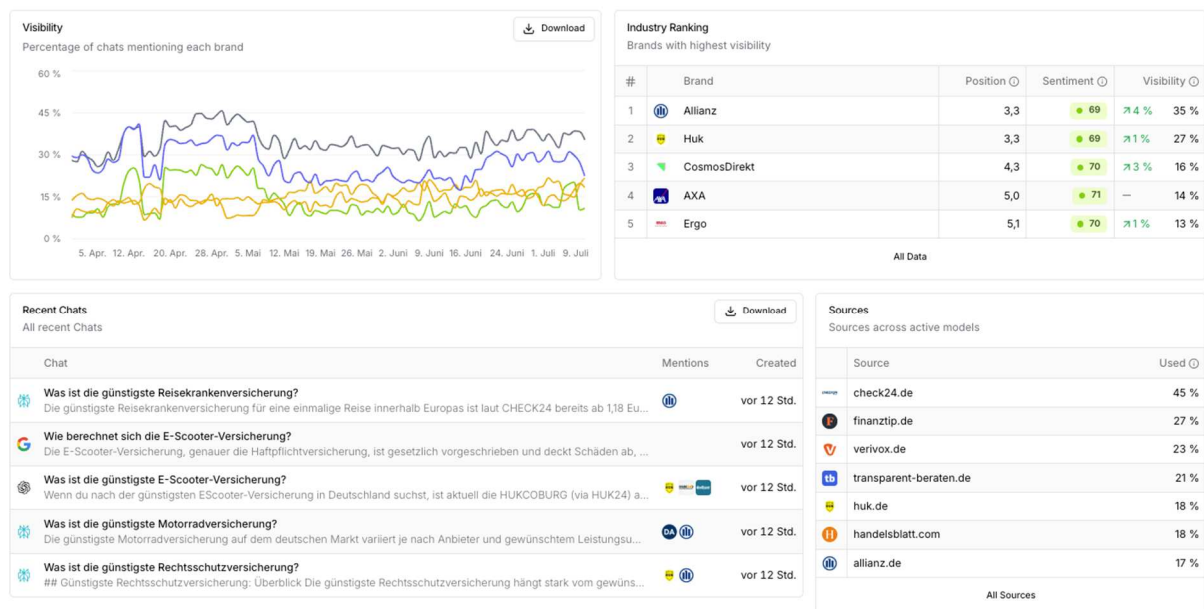 Visibility
Download
Percentage of chats mentioning each brand
60 %
45 %
30 %
15 %
0 %
5. Apr. 12. Apr. 20. Apr. 28. Apr. 5. Mai 12. Mai 19. Mai 26. Mai 2. Juni 9. Juni 16. Juni 24. Juni 1. Juli 9. Juli
Industry Ranking
Brands with highest visibility
# Brand Position Sentiment Visibility
1 Allianz 3,3 69 4 % 35 %
2 Huk 3,3 69 1 % 27 %
3 CosmosDirekt 4,3 70 3 % 16 %
4 AXA 5,0 71 — 14 %
5 Ergo 5,1 70 1 % 13 %
All Data
Recent Chats
Download
All recent Chats
Chat Mentions Created
Was ist die günstigste Reisekrankenversicherung?
Die günstigste Reisekrankenversicherung für eine einmalige Reise innerhalb Europas ist laut CHECK24 bereits ab 1,18 Eu...
vor 12 Std.
Wie berechnet sich die E-Scooter-Versicherung?
Die E-Scooter-Versicherung, genauer die Haftpflichtversicherung, ist gesetzlich vorgeschrieben und deckt Schäden ab, ...
vor 12 Std.
Was ist die günstigste E-Scooter-Versicherung?
Wenn du nach der günstigsten EScooter-Versicherung in Deutschland suchst, ist aktuell die HUKCOBURG (via HUK24) a...
vor 12 Std.
Was ist die günstigste Motorradversicherung?
Die günstigste Motorradversicherung auf dem deutschen Markt variiert je nach Anbieter und gewünschtem Leistungsu...
DA
vor 12 Std.
Was ist die günstigste Rechtsschutzversicherung?
## Günstigste Rechtsschutzversicherung: Überblick Die günstigste Rechtsschutzversicherung hängt stark vom gewüns...
vor 12 Std.
Sources
Sources across active models
Source Used
check24.de 45 %
F finanztip.de 27 %
verivox.de 23 %
tb transparent-beraten.de 21 %
huk.de 18 %
H handelsblatt.com 18 %
allianz.de 17 %
All Sources